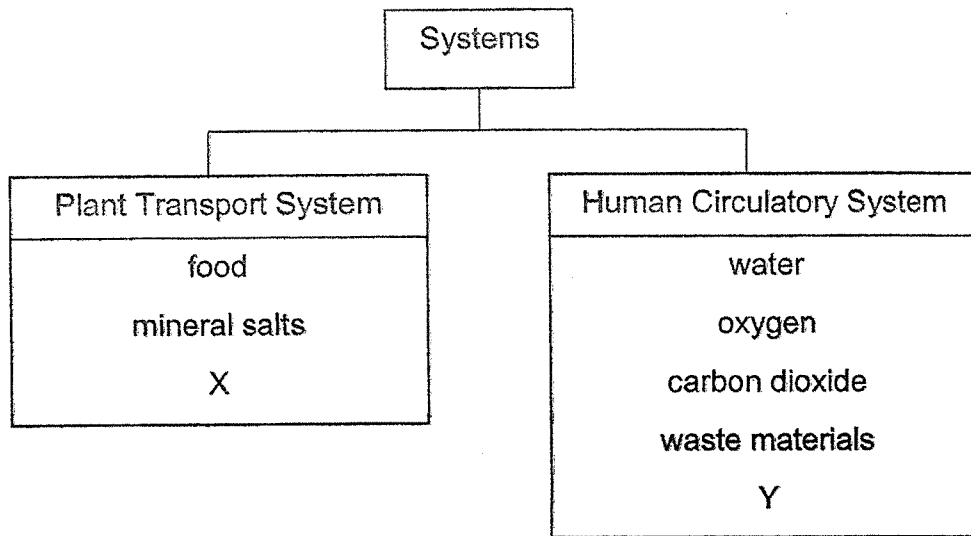 Systems
Plant Transport System
food
mineral salts
X
Human Circulatory System
water
oxygen
carbon dioxide
waste materials
Y